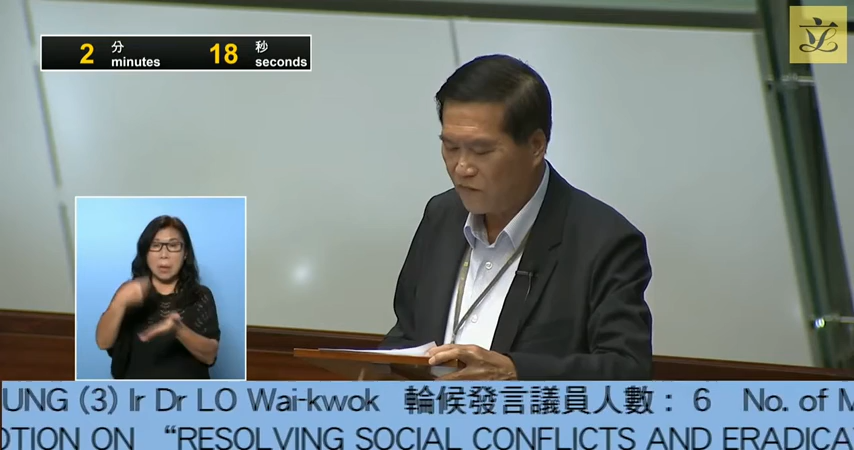 2 分 minutes 18 秒 seconds
UNG (3) Ir Dr LO Wai-kwok 輪候發言議員人數： 6 No. of M
OTION ON “RESOLVING SOCIAL CONFLICTS AND ERADICA